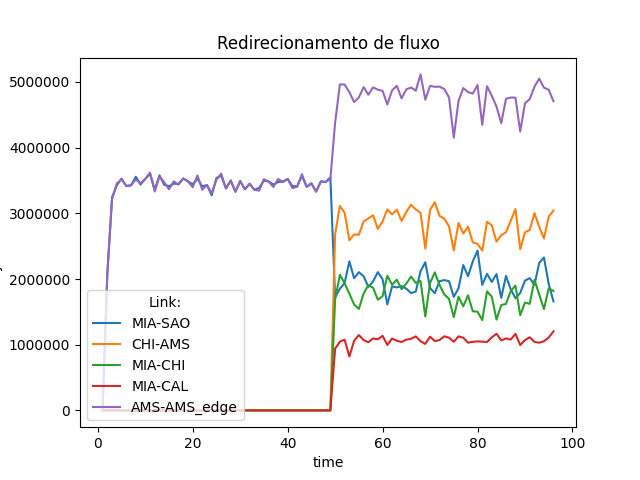 Redirecionamento de fluxo
5000000
4000000
3000000
2000000
1000000
0
Link:
MIA-SAO
CHI-AMS
MIA-CHI
MIA-CAL
AMS-AMS_edge
0 20 40 60 80 100
time